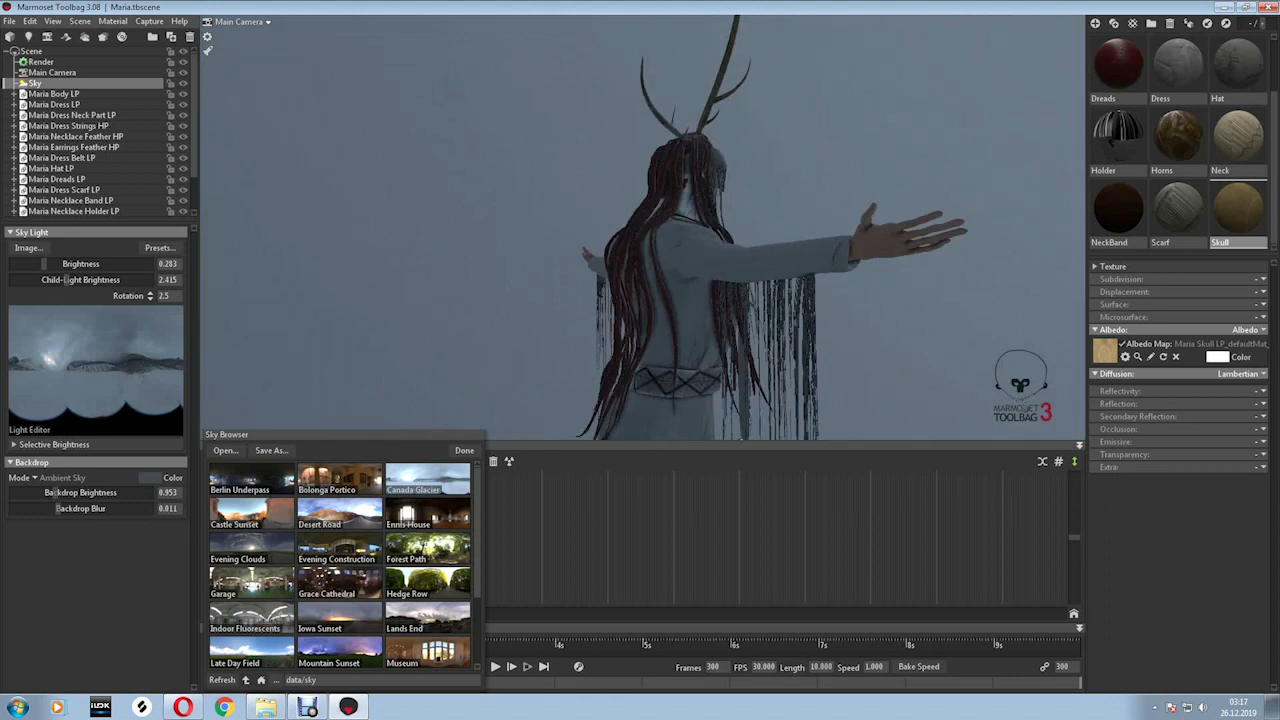 Marmoset Toolbag 3.08 | Maria.tbscene
File Edit View Scene Material Capture Help
Main Camera
Scene
Render
Main Camera
Sky
Maria Body LP
Maria Dress LP
Maria Dress Neck Part LP
Maria Dress Strings HP
Maria Necklace Feather HP
Maria Earrings Feather HP
Maria Dress Belt LP
Maria Hat LP
Maria Dreads LP
Maria Dress Scarf LP
Maria Necklace Band LP
Maria Necklace Holder LP
Sky Light
Image... Presets...
Brightness 0.283
Child-Light Brightness 2.415
Rotation 2.5
Light Editor
Selective Brightness
Backdrop
Mode Ambient Sky Color
Backdrop Brightness 0.953
Backdrop Blur 0.011
MARMOSET
TOOLBAG 3
Sky Browser
Open... Save As... Done
Berlin Underpass Bolonga Portico Canada Glacier
Castle Sunset Desert Road Ennis House
Evening Clouds Evening Construction Forest Path
Garage Grace Cathedral Hedge Row
Indoor Fluorescents Iowa Sunset Lands End
Late Day Field Mountain Sunset Museum
Refresh ... data/sky
4s 5s 6s 7s 8s 9s
Frames 300 FPS 30.000 Length 10.000 Speed 1.000 Bake Speed 300
Dreads Dress Hat
Holder Horns Neck
NeckBand Scarf Skull
Texture
Subdivision: -
Displacement: -
Surface: -
Microsurface: -
Albedo: Albedo
Albedo Map: Maria Skull LP_defaultMat_
Color
Diffusion: Lambertian
Reflectivity: -
Reflection: -
Secondary Reflection: -
Occlusion: -
Emissive: -
Transparency: -
Extra: -
iLOK
03:17
26.12.2019